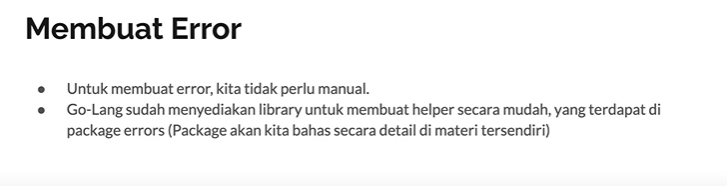 Membuat Error
● Untuk membuat error, kita tidak perlu manual.
● Go-Lang sudah menyediakan library untuk membuat helper secara mudah, yang terdapat di
package errors (Package akan kita bahas secara detail di materi tersendiri)